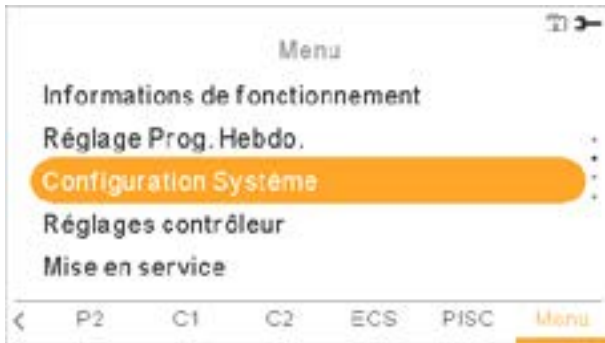 Menu
Informations de fonctionnement
Réglage Prog. Hebdo.
Configuration Système
Réglages contrôleur
Mise en service
< P2 C1 C2 ECS PISC Menu